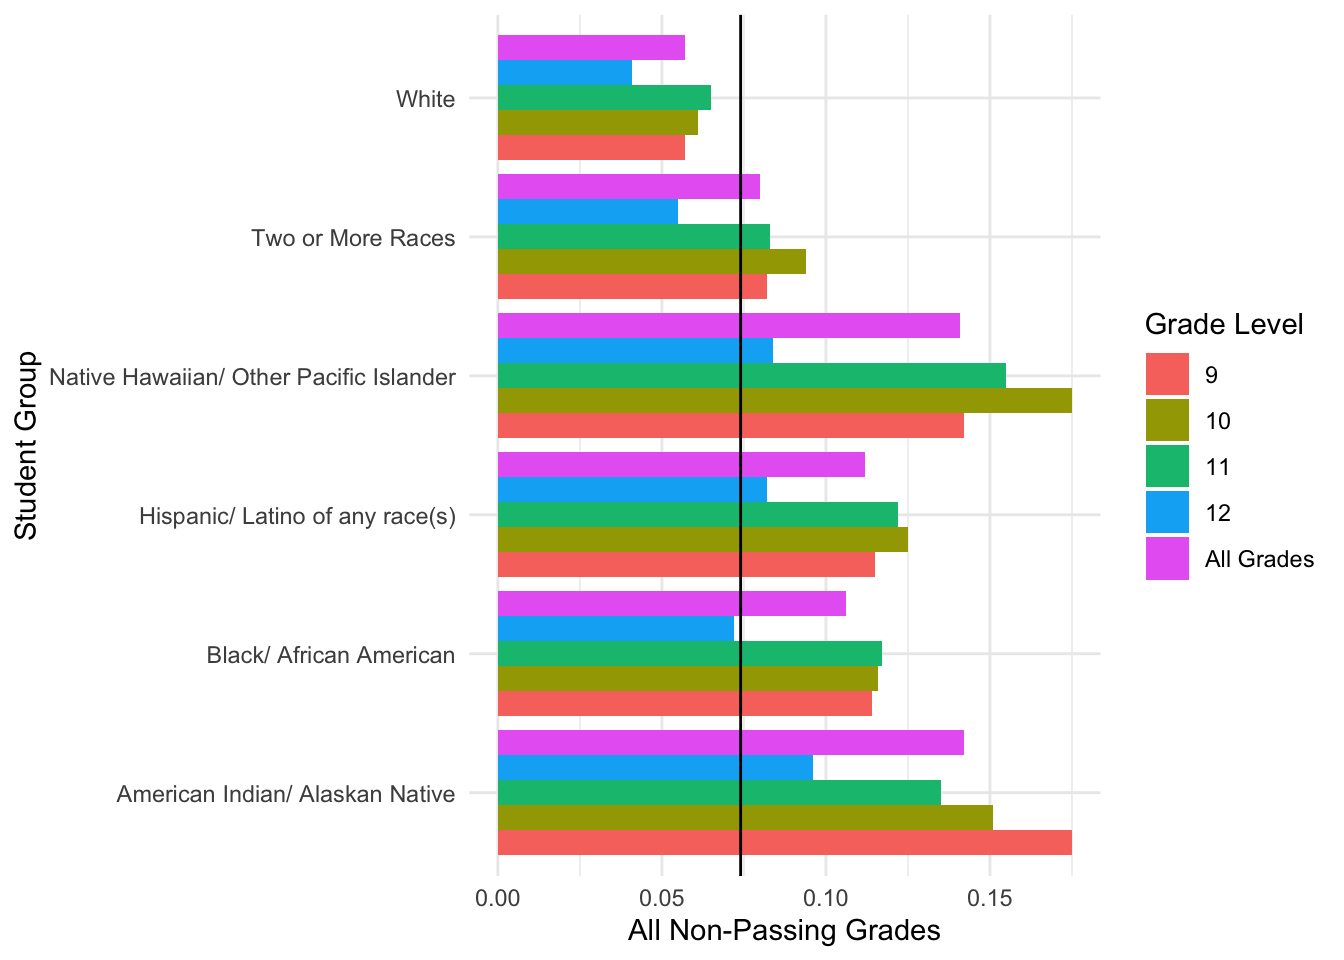 White
Two or More Races
Native Hawaiian/ Other Pacific Islander
Hispanic/ Latino of any race(s)
Black/ African American
American Indian/ Alaskan Native
Student Group
0.00 0.05 0.10 0.15
All Non-Passing Grades
Grade Level
9
10
11
12
All Grades